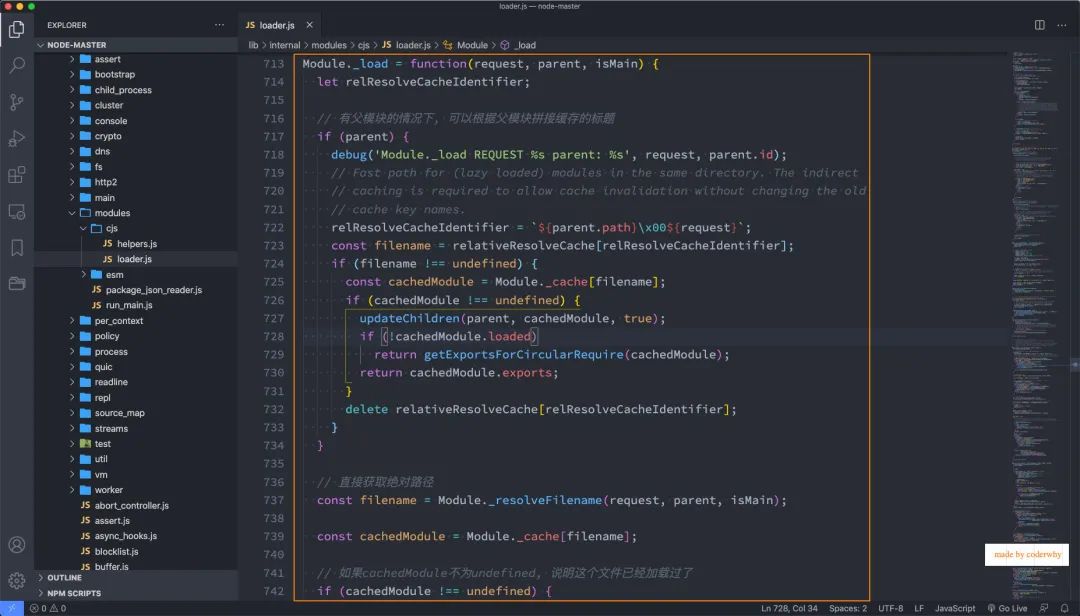 loader.js — node-master
EXPLORER
JS loader.js
lib internal modules cjs JS loader.js Module _load
NODE-MASTER
assert
bootstrap
child_process
cluster
console
crypto
dns
fs
http2
main
modules
cjs
JS helpers.js
JS loader.js
esm
JS package_json_reader.js
JS run_main.js
per_context
policy
process
quic
readline
repl
source_map
streams
test
util
vm
worker
JS abort_controller.js
JS assert.js
JS async_hooks.js
JS blocklist.js
JS buffer.js
OUTLINE
NPM SCRIPTS
713 Module._load = function(request, parent, isMain) {
714 let relResolveCacheIdentifier;
715
716 // 有父模块的情况下, 可以根据父模块拼接缓存的标题
717 if (parent) {
718 debug('Module._load REQUEST %s parent: %s', request, parent.id);
719 // Fast path for (lazy loaded) modules in the same directory. The indirect
720 // caching is required to allow cache invalidation without changing the old
721 // cache key names.
722 relResolveCacheIdentifier = `${parent.path}\x00${request}`;
723 const filename = relativeResolveCache[relResolveCacheIdentifier];
724 if (filename !== undefined) {
725 const cachedModule = Module._cache[filename];
726 if (cachedModule !== undefined) {
727 updateChildren(parent, cachedModule, true);
728 if (!cachedModule.loaded)
729 return getExportsForCircularRequire(cachedModule);
730 return cachedModule.exports;
731 }
732 delete relativeResolveCache[relResolveCacheIdentifier];
733 }
734 }
735
736 // 直接获取绝对路径
737 const filename = Module._resolveFilename(request, parent, isMain);
738
739 const cachedModule = Module._cache[filename];
740
741 // 如果cachedModule不为undefined, 说明这个文件已经加载过了
742 if (cachedModule !== undefined) {
made by coderwhy
0 0
Ln 728, Col 34 Spaces: 2 UTF-8 LF JavaScript Go Live